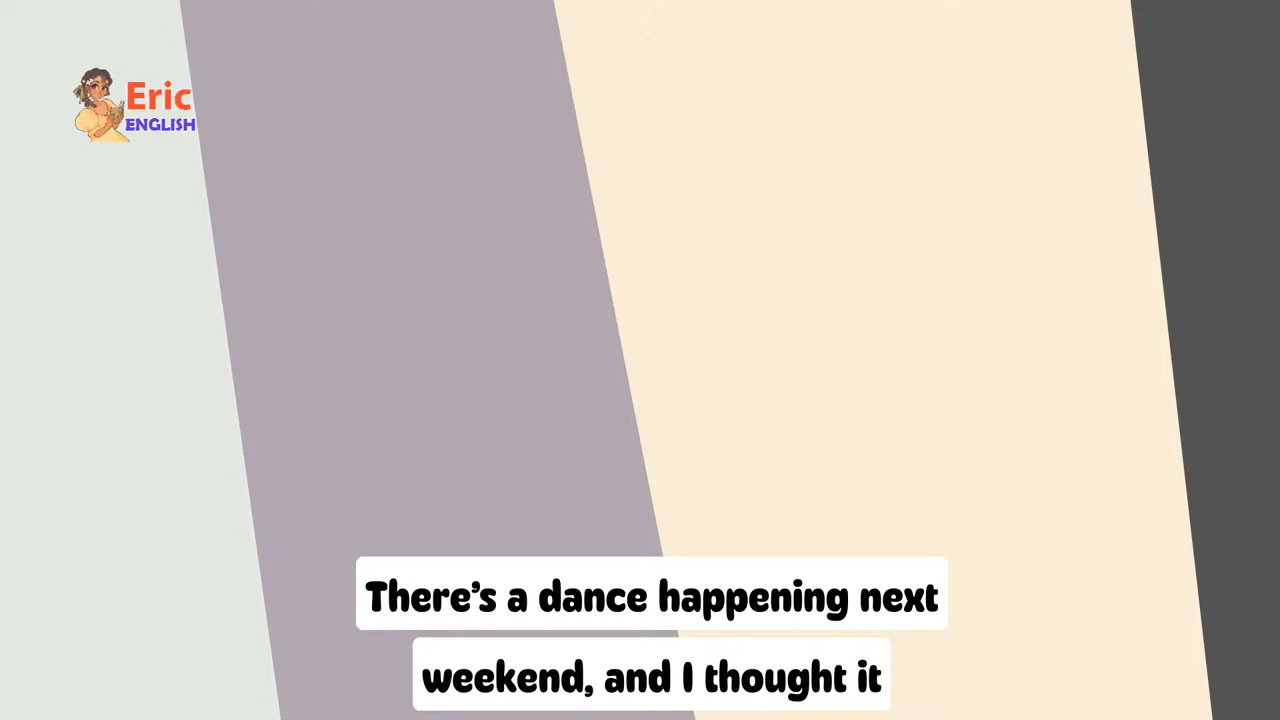 Eric
ENGLISH
There's a dance happening next
weekend, and I thought it